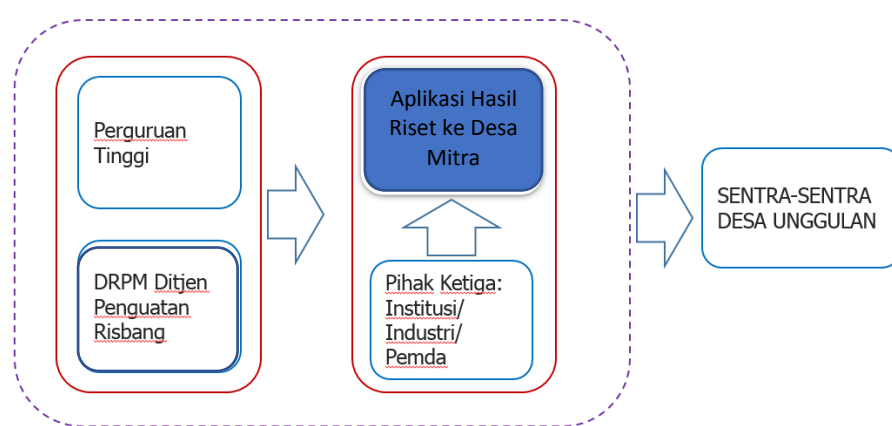 Perguruan
Tinggi
DRPM Ditjen
Penguatan
Risbang
Aplikasi Hasil
Riset ke Desa
Mitra
Pihak Ketiga:
Institusi/
Industri/
Pemda
SENTRA-SENTRA
DESA UNGGULAN